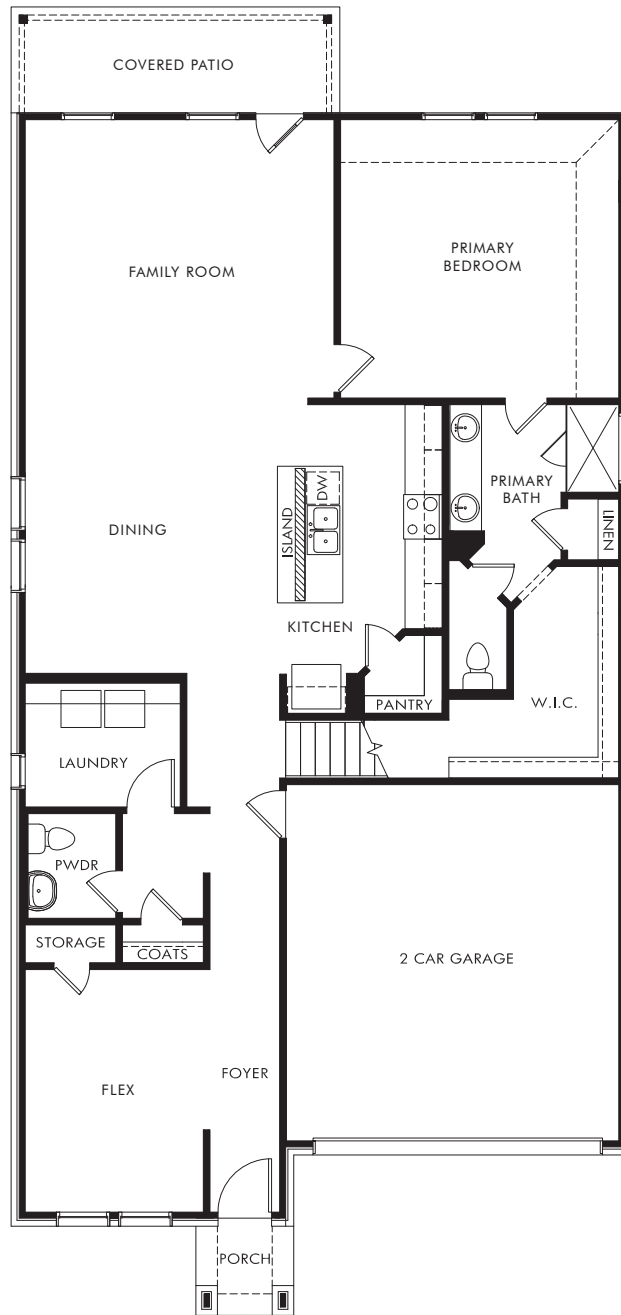 COVERED PATIO
FAMILY ROOM
PRIMARY
BEDROOM
PRIMARY
BATH
LINEN
DW
ISLAND
DINING
KITCHEN
PANTRY
W.I.C.
LAUNDRY
PWDR
STORAGE
COATS
2 CAR GARAGE
FOYER
FLEX
PORCH